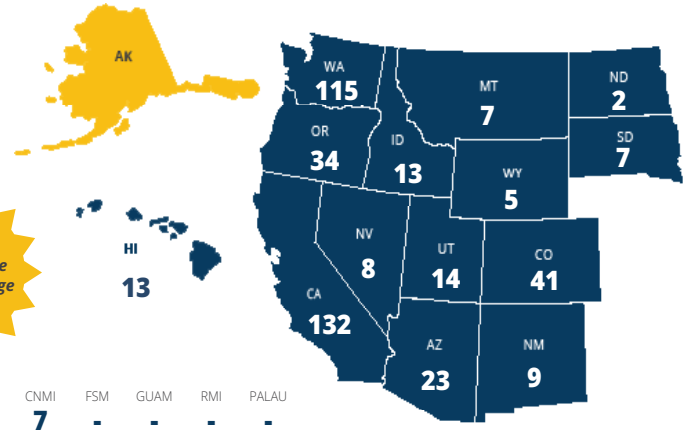 AK
WA
115
MT
7
ND
2
OR
34
ID
13
SD
7
WY
5
HI
13
NV
8
UT
14
CO
41
CA
132
AZ
23
NM
9
CNMI FSM GUAM RMI PALAU
7 - - - -